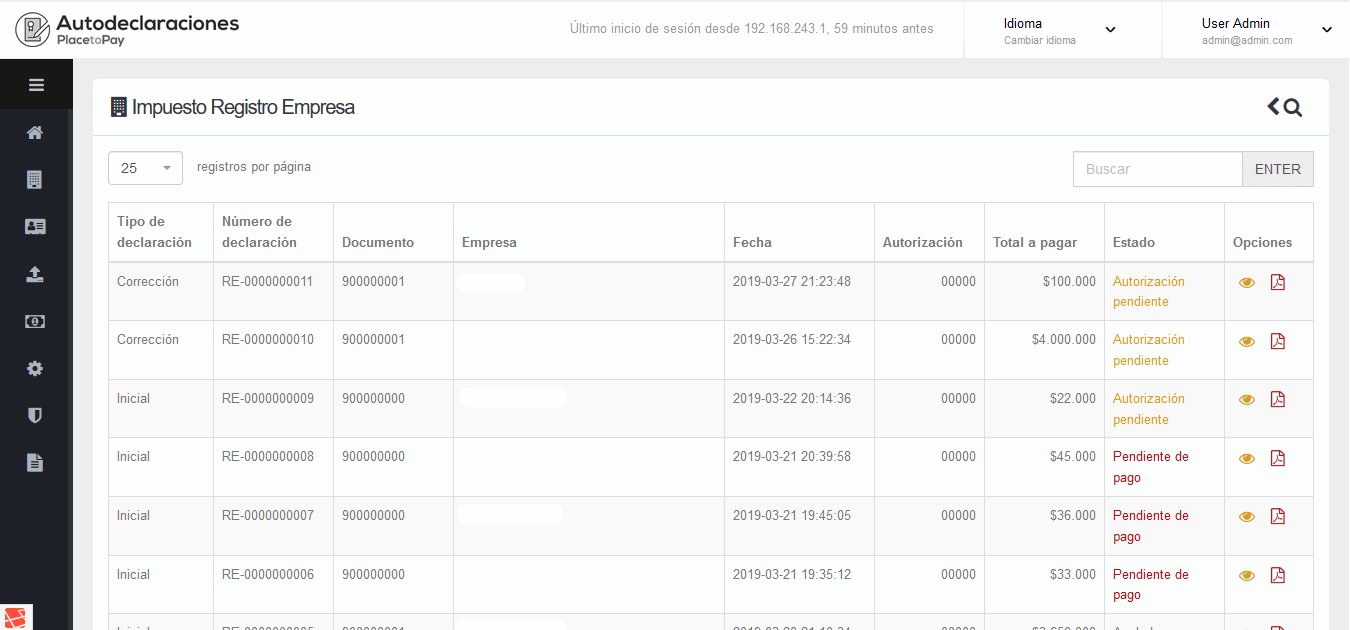 Autodeclaraciones
PlacetoPay
Último inicio de sesión desde 192.168.243.1, 59 minutos antes
Idioma
Cambiar idioma
User Admin
admin@admin.com
Impuesto Registro Empresa
25 registros por página
Buscar ENTER
Tipo de declaración Número de declaración Documento Empresa Fecha Autorización Total a pagar Estado Opciones
Corrección RE-0000000011 900000001 2019-03-27 21:23:48 00000 $100.000 Autorización
pendiente
Corrección RE-0000000010 900000001 2019-03-26 15:22:34 00000 $4.000.000 Autorización
pendiente
Inicial RE-0000000009 900000000 2019-03-22 20:14:36 00000 $22.000 Autorización
pendiente
Inicial RE-0000000008 900000000 2019-03-21 20:39:58 00000 $45.000 Pendiente de
pago
Inicial RE-0000000007 900000000 2019-03-21 19:45:05 00000 $36.000 Pendiente de
pago
Inicial RE-0000000006 900000000 2019-03-21 19:35:12 00000 $33.000 Pendiente de
pago